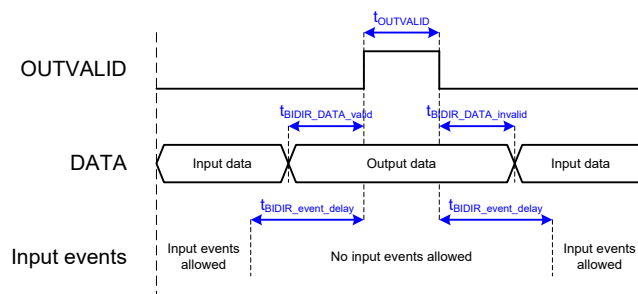 tOUTVALID
OUTVALID
tBIDIR_DATA_valid
tBIDIR_DATA_invalid
DATA
Input data
Output data
Input data
tBIDIR_event_delay
tBIDIR_event_delay
Input events
Input events
allowed
No input events allowed
Input events
allowed